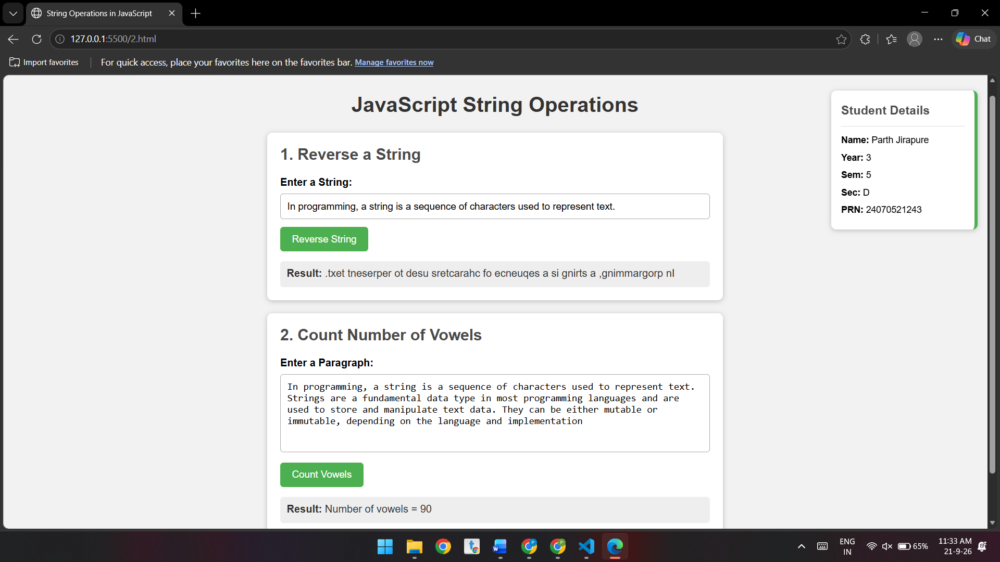 String Operations in JavaScript
127.0.0.1:5500/2.html
Chat
Import favorites
For quick access, place your favorites here on the favorites bar. Manage favorites now
JavaScript String Operations
1. Reverse a String
Enter a String:
In programming, a string is a sequence of characters used to represent text.
Reverse String
Result: .txet tneserper ot desu sretcarahc fo ecneuqes a si gnirts a ,gnimmargorp nI
2. Count Number of Vowels
Enter a Paragraph:
In programming, a string is a sequence of characters used to represent text.
Strings are a fundamental data type in most programming languages and are
used to store and manipulate text data. They can be either mutable or
immutable, depending on the language and implementation
Count Vowels
Result: Number of vowels = 90
Student Details
Name: Parth Jirapure
Year: 3
Sem: 5
Sec: D
PRN: 24070521243
ENG
IN
65%
11:33 AM
21-9-26